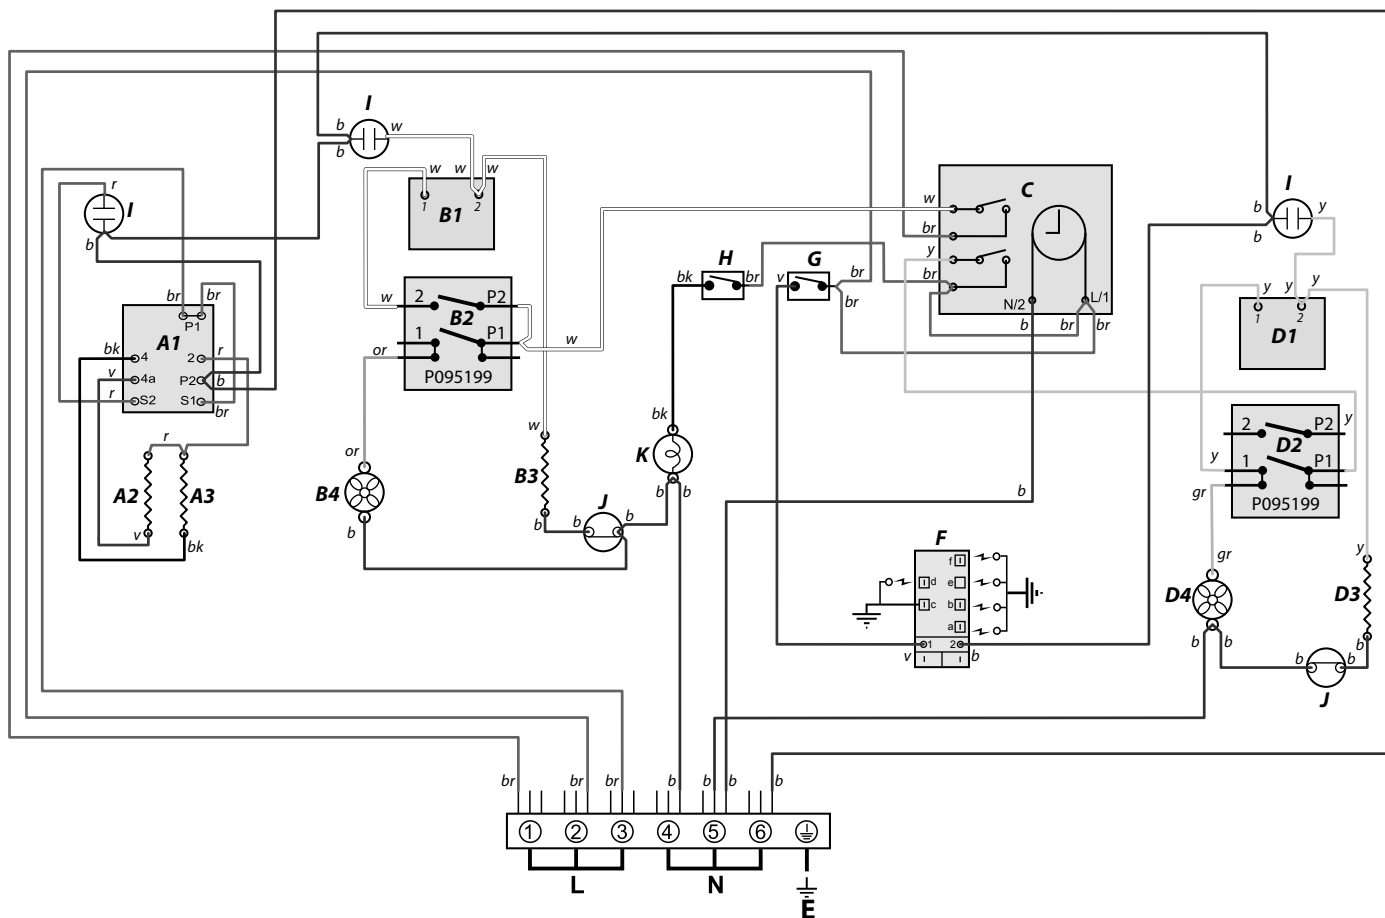 I
b
w
b
w
w
w
1
2
B1
r
I
b
br
br
P1
A1
bk
4
2
r
v
4a
P2
b
r
S2
S1
br
r
A2
A3
v
bk
w
2
P2
B2
1
P1
or
w
P095199
or
B4
b
w
B3
b
b
J
b
bk
K
b
b
H
bk
br
G
v
br
br
w
C
br
y
br
N/2
L/1
b
br
br
b
I
b
y
b
y
y
y
1
2
D1
2
P2
y
D2
y
1
P1
gr
P095199
gr
y
D4
D3
b
b
b
b
J
F
f
d
e
c
b
a
1
2
v
b
br
br
br
b
b
b
b
1
2
3
4
5
6
L
N
E